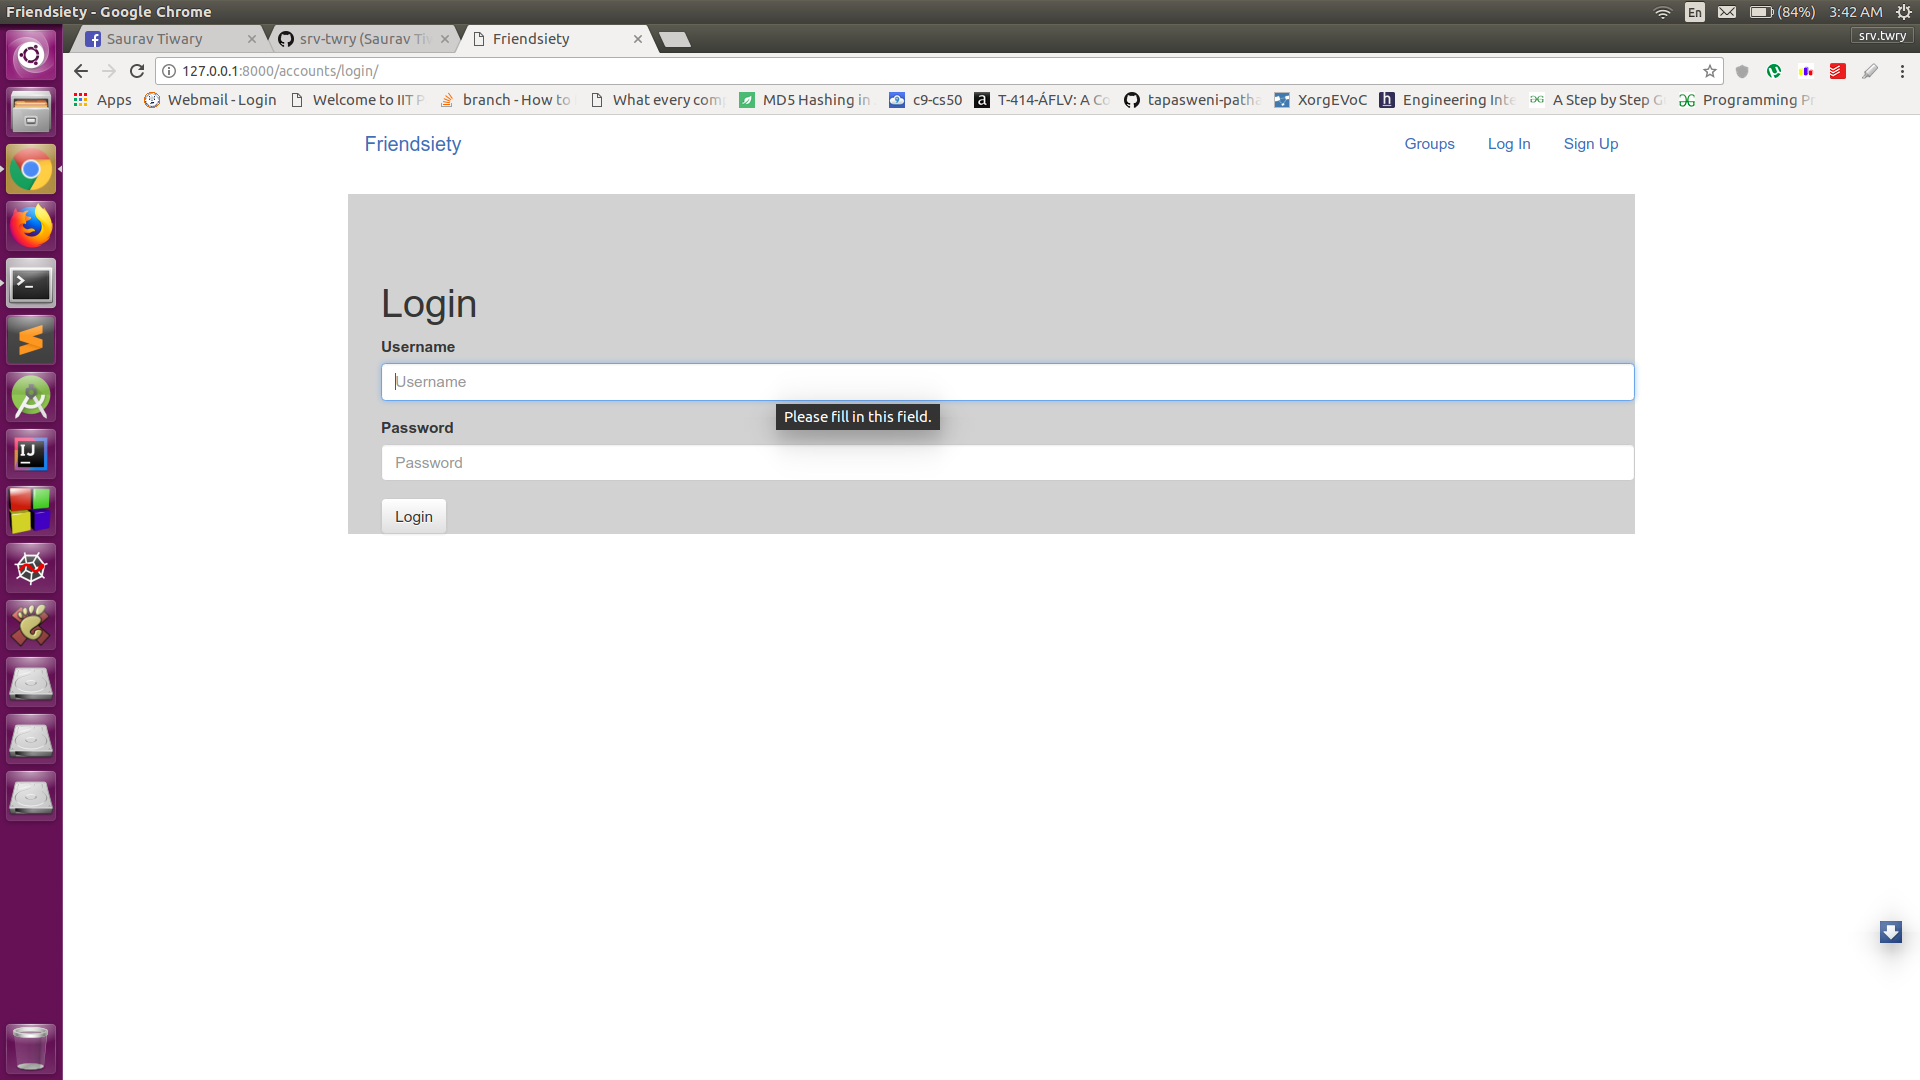 Friendsiety - Google Chrome
En (84%) 3:42 AM
Saurav Tiwary
srv-twry (Saurav Tiw
Friendsiety
srv.twry
127.0.0.1:8000/accounts/login/
Apps Webmail - Login Welcome to IIT P branch - How to What every com MD5 Hashing in c9-cs50 T-414-ÁFLV: A Co tapasweni-patha XorgEVoC Engineering Inte A Step by Step G Programming Pr
Friendsiety
Groups Log In Sign Up
Login
Username
Username
Please fill in this field.
Password
Password
Login